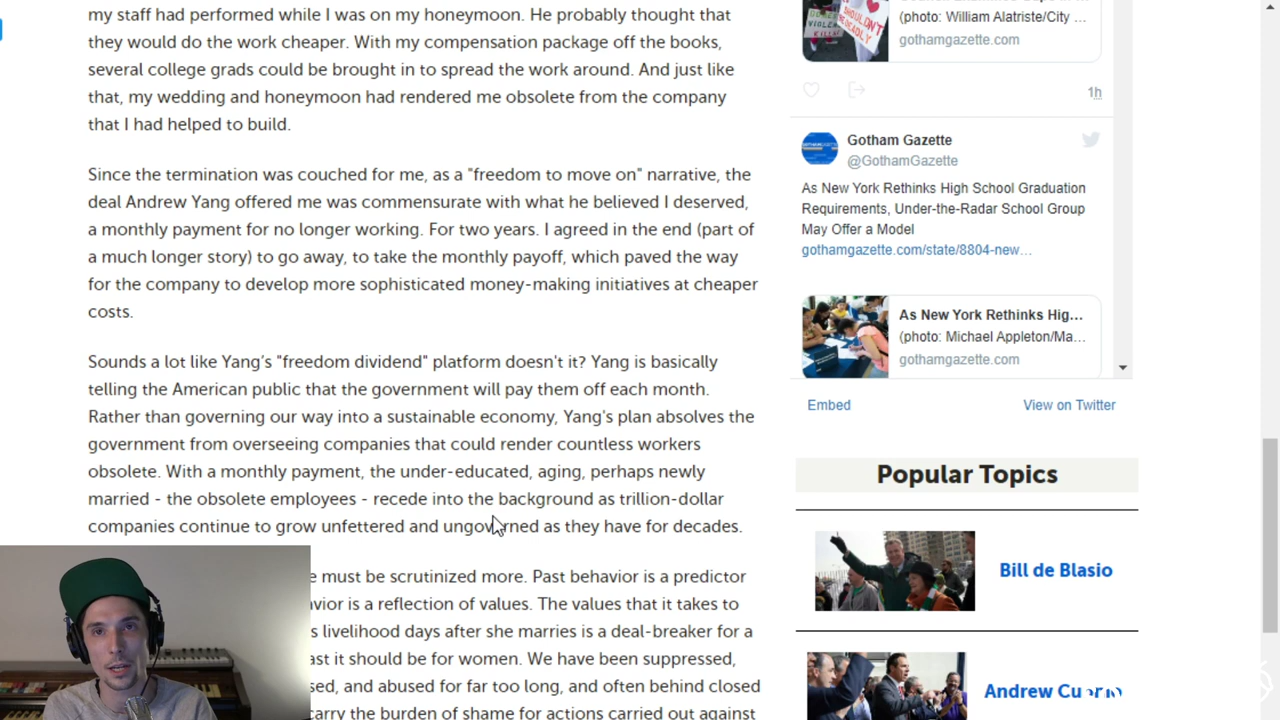 my staff had performed while I was on my honeymoon. He probably thought that
they would do the work cheaper. With my compensation package off the books,
several college grads could be brought in to spread the work around. And just like
that, my wedding and honeymoon had rendered me obsolete from the company
that I had helped to build.
Since the termination was couched for me, as a "freedom to move on" narrative, the
deal Andrew Yang offered me was commensurate with what he believed I deserved,
a monthly payment for no longer working. For two years. I agreed in the end (part of
a much longer story) to go away, to take the monthly payoff, which paved the way
for the company to develop more sophisticated money-making initiatives at cheaper
costs.
Sounds a lot like Yang's "freedom dividend" platform doesn't it? Yang is basically
telling the American public that the government will pay them off each month.
Rather than governing our way into a sustainable economy, Yang's plan absolves the
government from overseeing companies that could render countless workers
obsolete. With a monthly payment, the under-educated, aging, perhaps newly
married - the obsolete employees - recede into the background as trillion-dollar
companies continue to grow unfettered and ungoverned as they have for decades.
e must be scrutinized more. Past behavior is a predictor
vior is a reflection of values. The values that it takes to
s livelihood days after she marries is a deal-breaker for a
ast it should be for women. We have been suppressed,
sed, and abused for far too long, and often behind closed
carry the burden of shame for actions carried out against
(photo: William Alatriste/City ...
gothamgazette.com
1h
Gotham Gazette
@GothamGazette
As New York Rethinks High School Graduation
Requirements, Under-the-Radar School Group
May Offer a Model
gothamgazette.com/state/8804-new…
As New York Rethinks Hig...
(photo: Michael Appleton/Ma...
gothamgazette.com
Embed
View on Twitter
Popular Topics
Bill de Blasio
Andrew Cuomo